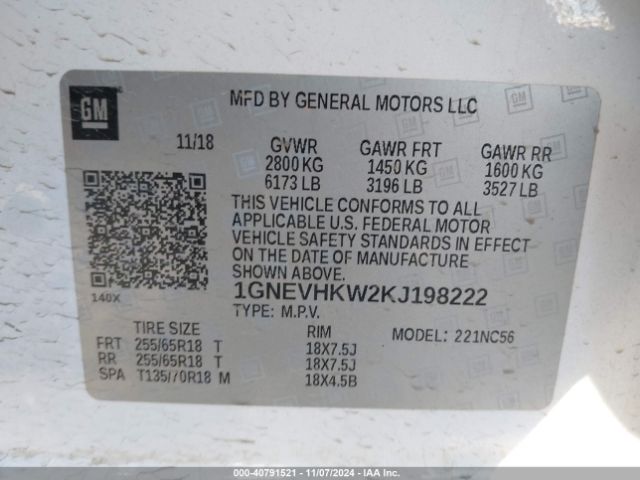 GM
MFD BY GENERAL MOTORS LLC
11/18 GVWR GAWR FRT GAWR RR
2800 KG 1450 KG 1600 KG
6173 LB 3196 LB 3527 LB
THIS VEHICLE CONFORMS TO ALL
APPLICABLE U.S. FEDERAL MOTOR
VEHICLE SAFETY STANDARDS IN EFFECT
ON THE DATE OF MANUFACTURE
SHOWN ABOVE.
140X
1GNEVHKW2KJ198222
TYPE: M.P.V.
TIRE SIZE RIM MODEL: 221NC56
FRT 255/65R18 T 18X7.5J
RR 255/65R18 T 18X7.5J
SPA T135/70R18 M 18X4.5B
000-40791521 - 11/07/2024 - IAA Inc.